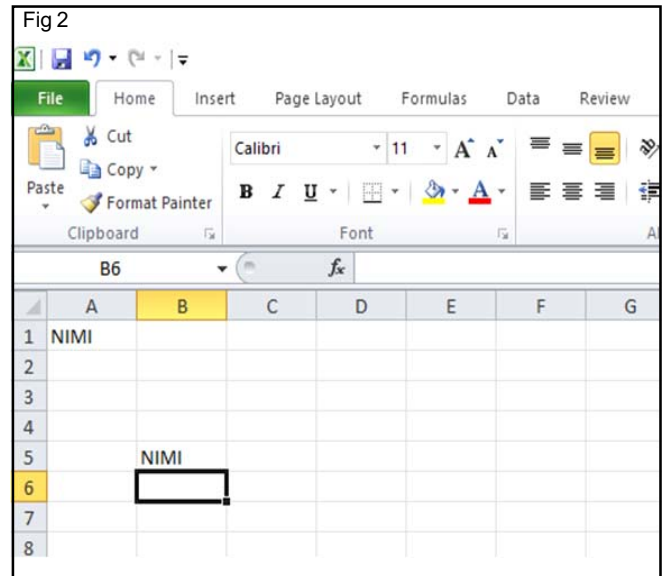 Fig 2
File Home Insert Page Layout Formulas Data Review
Paste
Cut
Copy
Format Painter
Clipboard
Calibri 11 A A
B I U A
Font
B6 fx
A B C D E F G
1 NIMI
2
3
4
5 NIMI
6
7
8